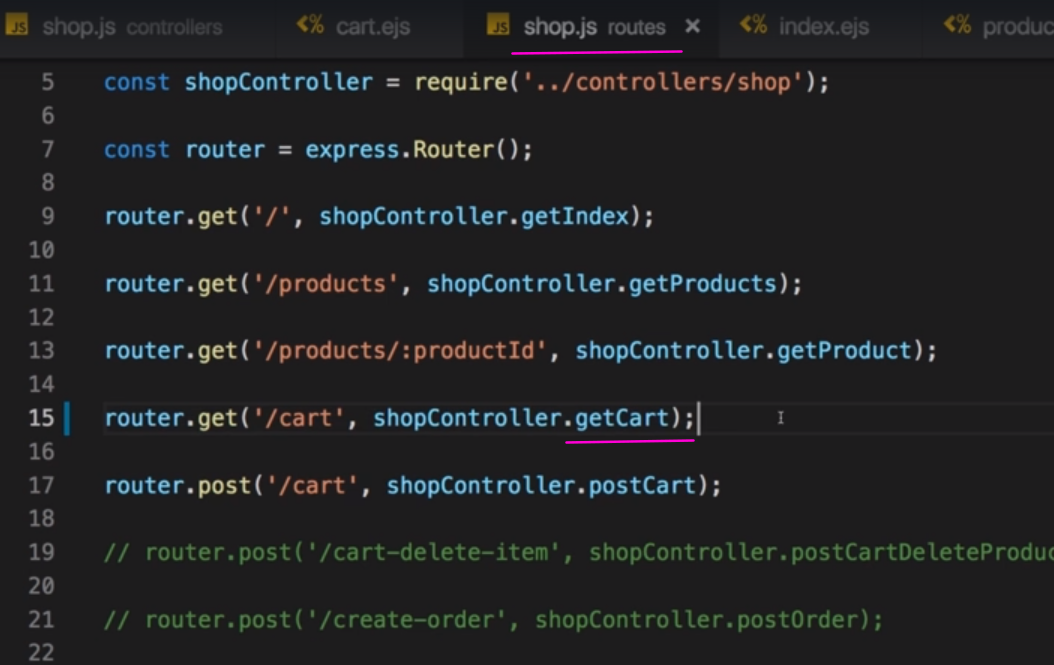 JS shop.js controllers <% cart.ejs JS shop.js routes × <% index.ejs <%
5 const shopController = require('../controllers/shop');
6
7 const router = express.Router();
8
9 router.get('/', shopController.getIndex);
10
11 router.get('/products', shopController.getProducts);
12
13 router.get('/products/:productId', shopController.getProduct);
14
15 router.get('/cart', shopController.getCart);
16
17 router.post('/cart', shopController.postCart);
18
19 // router.post('/cart-delete-item', shopController.postCartDeleteProduc
20
21 // router.post('/create-order', shopController.postOrder);
22